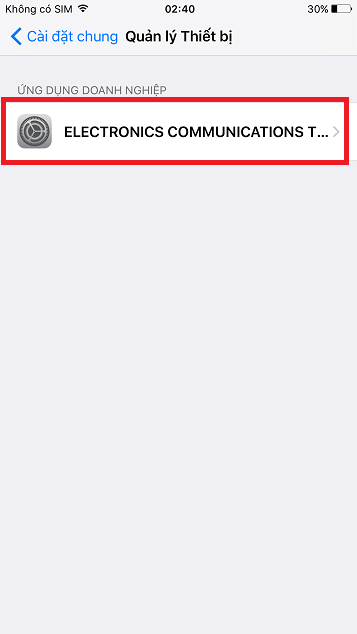 Không có SIM 02:40 30%
Cài đặt chung Quản lý Thiết bị
ỨNG DỤNG DOANH NGHIỆP
ELECTRONICS COMMUNICATIONS T...